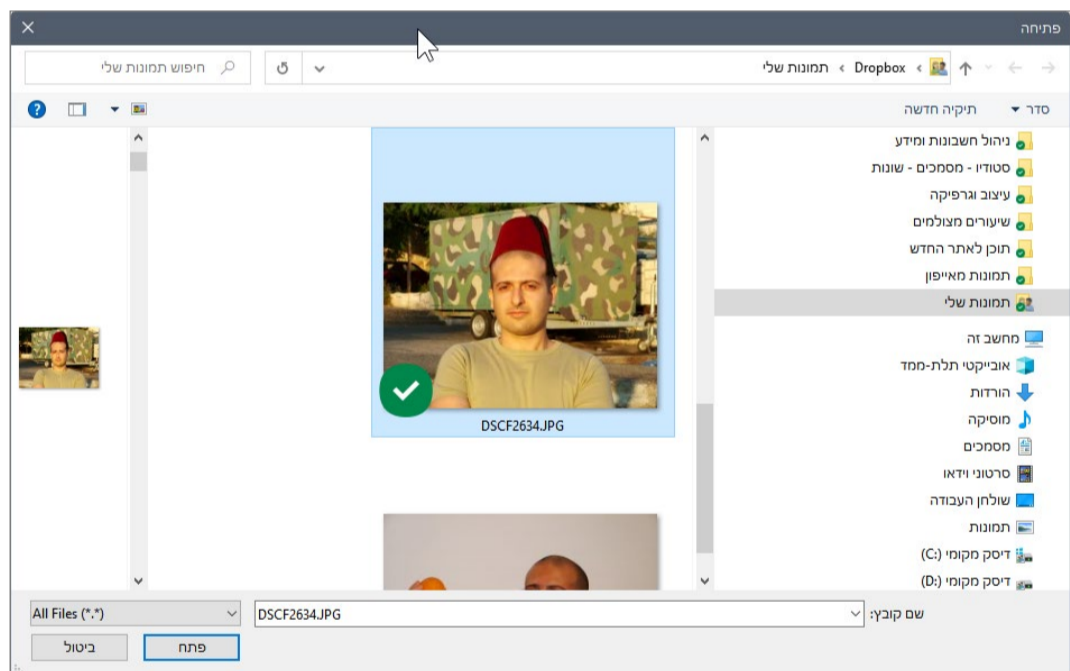 פתיחה
תמונות שלי › Dropbox ›
חיפוש תמונות שלי
סדר
תיקיה חדשה
ניהול חשבונות ומידע
סטודיו - מסמכים - שונות
עיצוב וגרפיקה
שיעורים מצולמים
תוכן לאתר החדש
תמונות מאייפון
תמונות שלי
מחשב זה
אובייקטי תלת-ממד
הורדות
מוסיקה
מסמכים
סרטוני וידאו
שולחן העבודה
תמונות
דיסק מקומי (C:)
דיסק מקומי (D:)
DSCF2634.JPG
שם קובץ:
DSCF2634.JPG
All Files (*.*)
פתח
ביטול